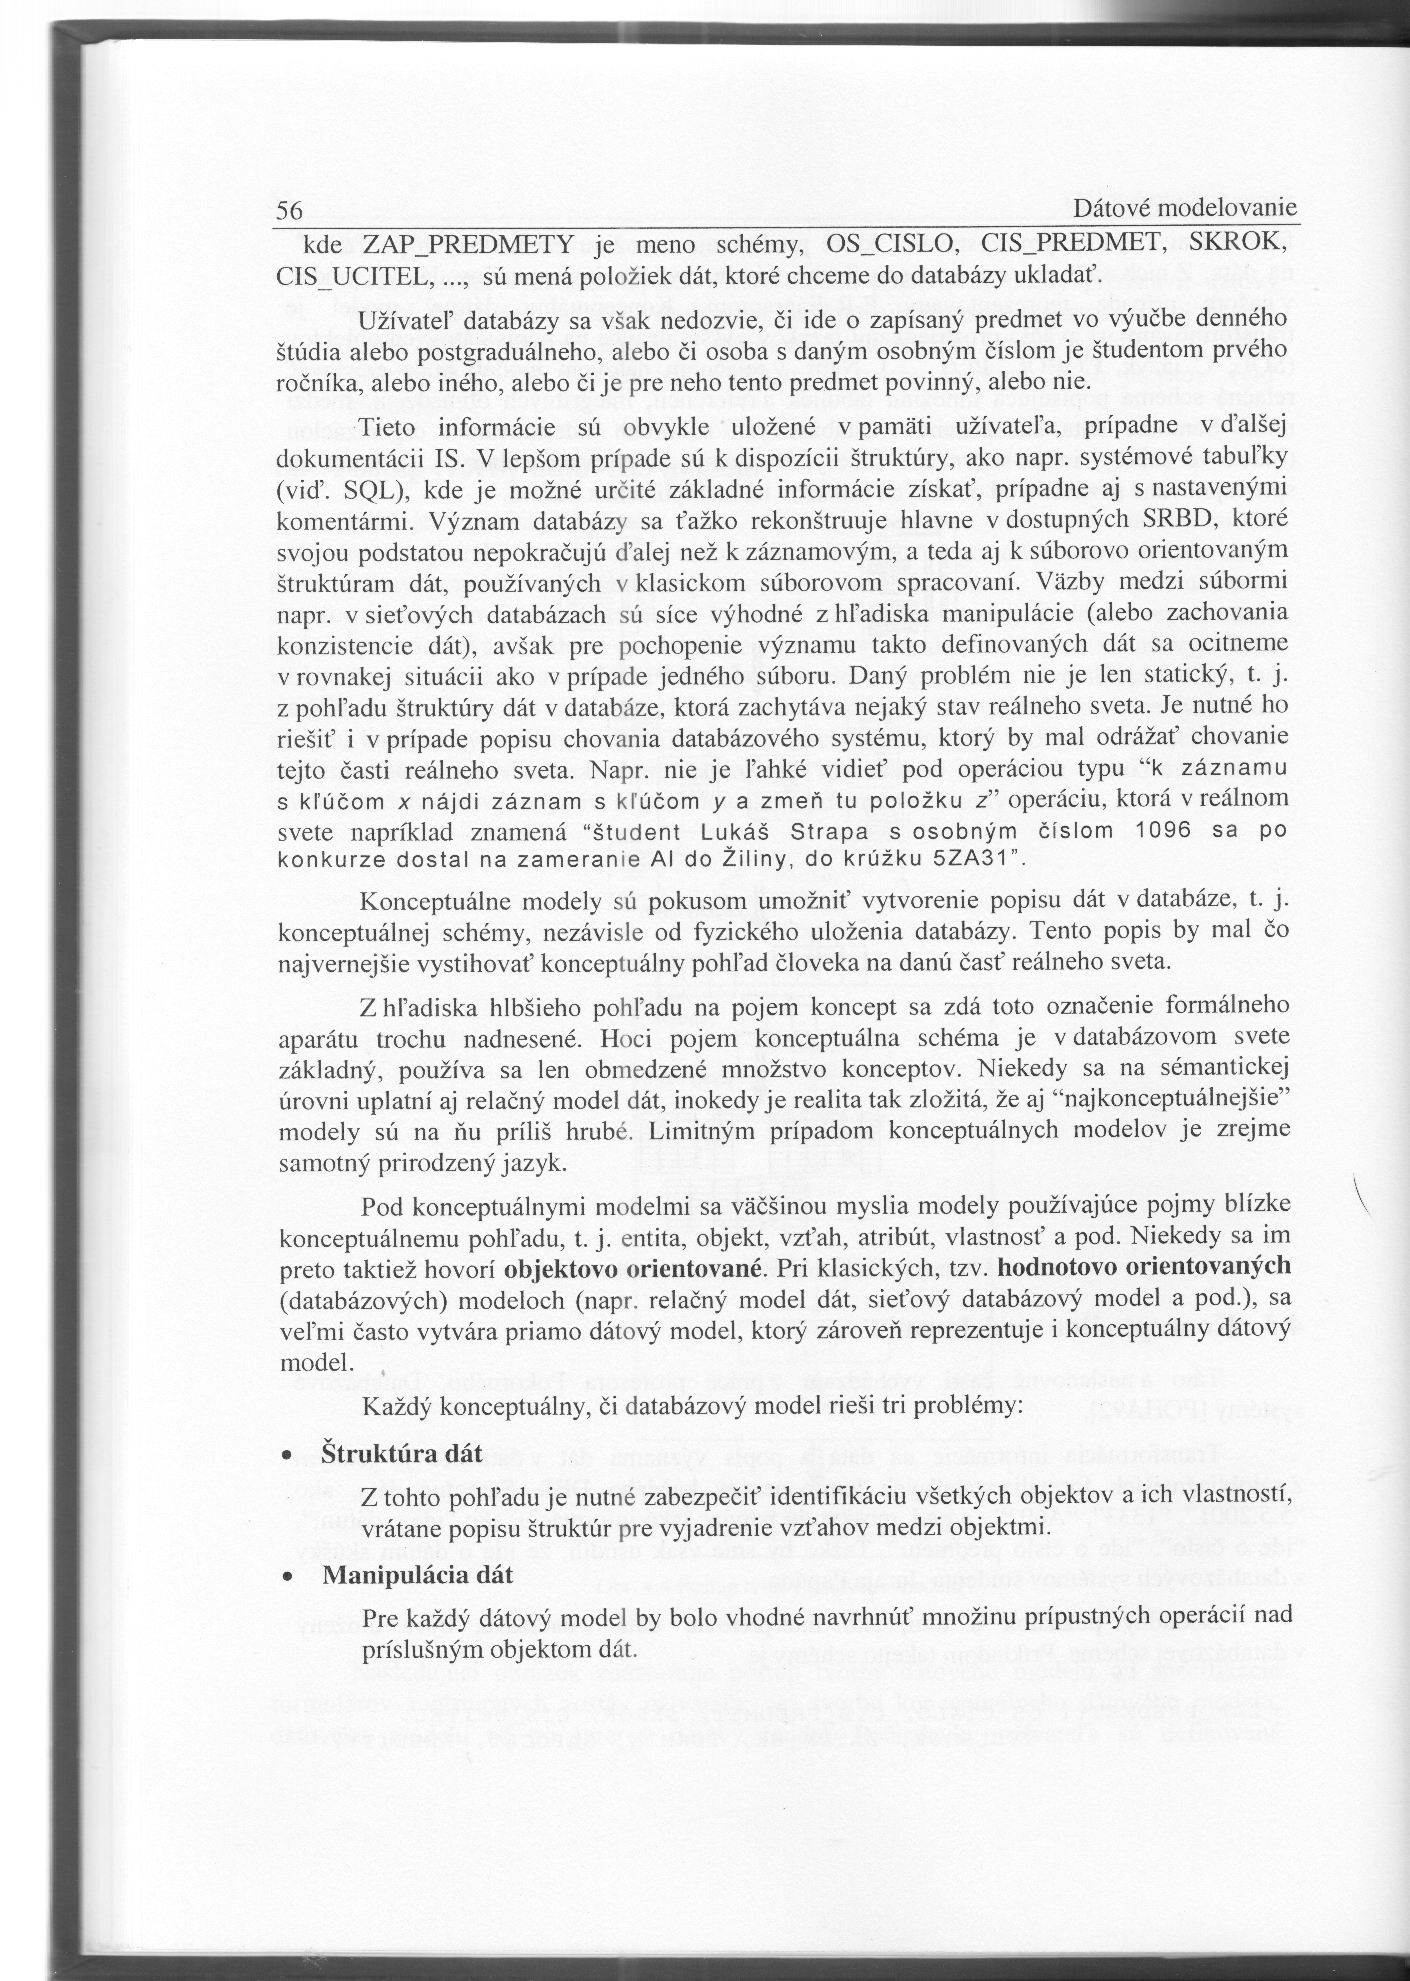 56 Dátové modelovanie
kde ZAP_PREDMETY je meno schémy, OS_CISLO, CIS_PREDMET, SKROK,
CIS_UCITEL, ..., sú mená položiek dát, ktoré chceme do databázy ukladať.
Užívateľ databázy sa však nedozvie, či ide o zapísaný predmet vo výučbe denného
štúdia alebo postgraduálneho, alebo či osoba s daným osobným číslom je študentom prvého
ročníka, alebo iného, alebo či je pre neho tento predmet povinný, alebo nie.
Tieto informácie sú obvykle uložené v pamäti užívateľa, prípadne v ďalšej
dokumentácii IS. V lepšom prípade sú k dispozícii štruktúry, ako napr. systémové tabuľky
(viď. SQL), kde je možné určité základné informácie získať, prípadne aj s nastavenými
komentármi. Význam databázy sa ťažko rekonštruuje hlavne v dostupných SRBD, ktoré
svojou podstatou nepokračujú ďalej než k záznamovým, a teda aj k súborovo orientovaným
štruktúram dát, používaných v klasickom súborovom spracovaní. Väzby medzi súbormi
napr. v sieťových databázach sú síce výhodné z hľadiska manipulácie (alebo zachovania
konzistencie dát), avšak pre pochopenie významu takto definovaných dát sa ocitneme
v rovnakej situácii ako v prípade jedného súboru. Daný problém nie je len statický, t. j.
z pohľadu štruktúry dát v databáze, ktorá zachytáva nejaký stav reálneho sveta. Je nutné ho
riešiť i v prípade popisu chovania databázového systému, ktorý by mal odrážať chovanie
tejto časti reálneho sveta. Napr. nie je ľahké vidieť pod operáciou typu “k záznamu
s kľúčom x nájdi záznam s kľúčom y a zmeň tu položku z” operáciu, ktorá v reálnom
svete napríklad znamená “študent Lukáš Strapa s osobným číslom 1096 sa po
konkurze dostal na zameranie AI do Žiliny, do krúžku 5ZA31”.
Konceptuálne modely sú pokusom umožniť vytvorenie popisu dát v databáze, t. j.
konceptuálnej schémy, nezávisle od fyzického uloženia databázy. Tento popis by mal čo
najvernejšie vystihovať konceptuálny pohľad človeka na danú časť reálneho sveta.
Z hľadiska hlbšieho pohľadu na pojem koncept sa zdá toto označenie formálneho
aparátu trochu nadnesené. Hoci pojem konceptuálna schéma je v databázovom svete
základný, používa sa len obmedzené množstvo konceptov. Niekedy sa na sémantickej
úrovni uplatní aj relačný model dát, inokedy je realita tak zložitá, že aj “najkonceptuálnejšie”
modely sú na ňu príliš hrubé. Limitným prípadom konceptuálnych modelov je zrejme
samotný prirodzený jazyk.
Pod konceptuálnymi modelmi sa väčšinou myslia modely používajúce pojmy blízke
konceptuálnemu pohľadu, t. j. entita, objekt, vzťah, atribút, vlastnosť a pod. Niekedy sa im
preto taktiež hovorí objektovo orientované. Pri klasických, tzv. hodnotovo orientovaných
(databázových) modeloch (napr. relačný model dát, sieťový databázový model a pod.), sa
veľmi často vytvára priamo dátový model, ktorý zároveň reprezentuje i konceptuálny dátový
model.
Každý konceptuálny, či databázový model rieši tri problémy:
• Štruktúra dát
Z tohto pohľadu je nutné zabezpečiť identifikáciu všetkých objektov a ich vlastností,
vrátane popisu štruktúr pre vyjadrenie vzťahov medzi objektmi.
• Manipulácia dát
Pre každý dátový model by bolo vhodné navrhnúť množinu prípustných operácií nad
príslušným objektom dát.